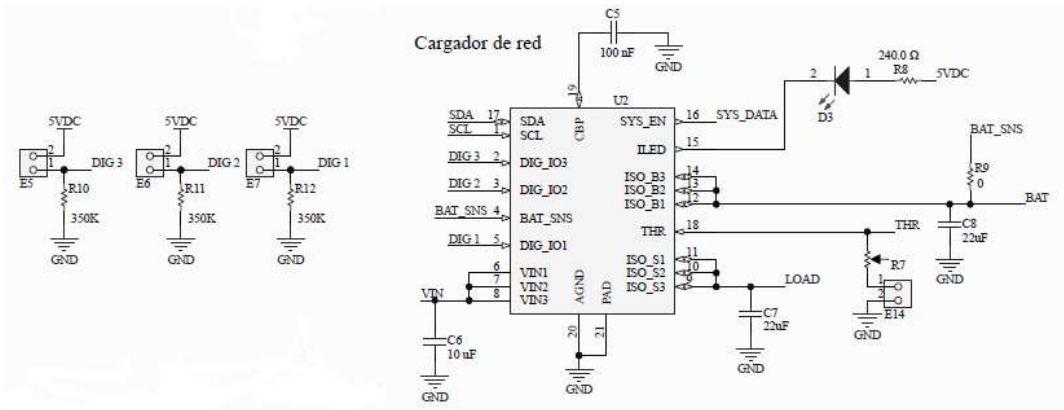 Cargador de red
C5
100 nF
GND
19
U2
CBP
SDA 17 SDA
SCL 1 SCL
DIG 3 2 DIG_IO3
DIG 2 3 DIG_IO2
BAT_SNS 4 BAT_SNS
DIG 1 5 DIG_IO1
6 VIN1
7 VIN2
VIN 8 VIN3
C6
10 uF
GND
AGND PAD
20 21
GND
SYS_EN 16 SYS_DATA
ILED 15
ISO_B3 14
ISO_B2 13
ISO_B1 12
THR 18
ISO_S1 11
ISO_S2 10
ISO_S3 9
LOAD
C7
22uF
GND
2 1
D3
240.0 Ω
R8
5VDC
BAT_SNS
R9
0
BAT
C8
22uF
GND
THR
R7
1
2
E14
GND
5VDC
2
1
E5
DIG 3
R10
350K
GND
5VDC
2
1
E6
DIG 2
R11
350K
GND
5VDC
2
1
E7
DIG 1
R12
350K
GND